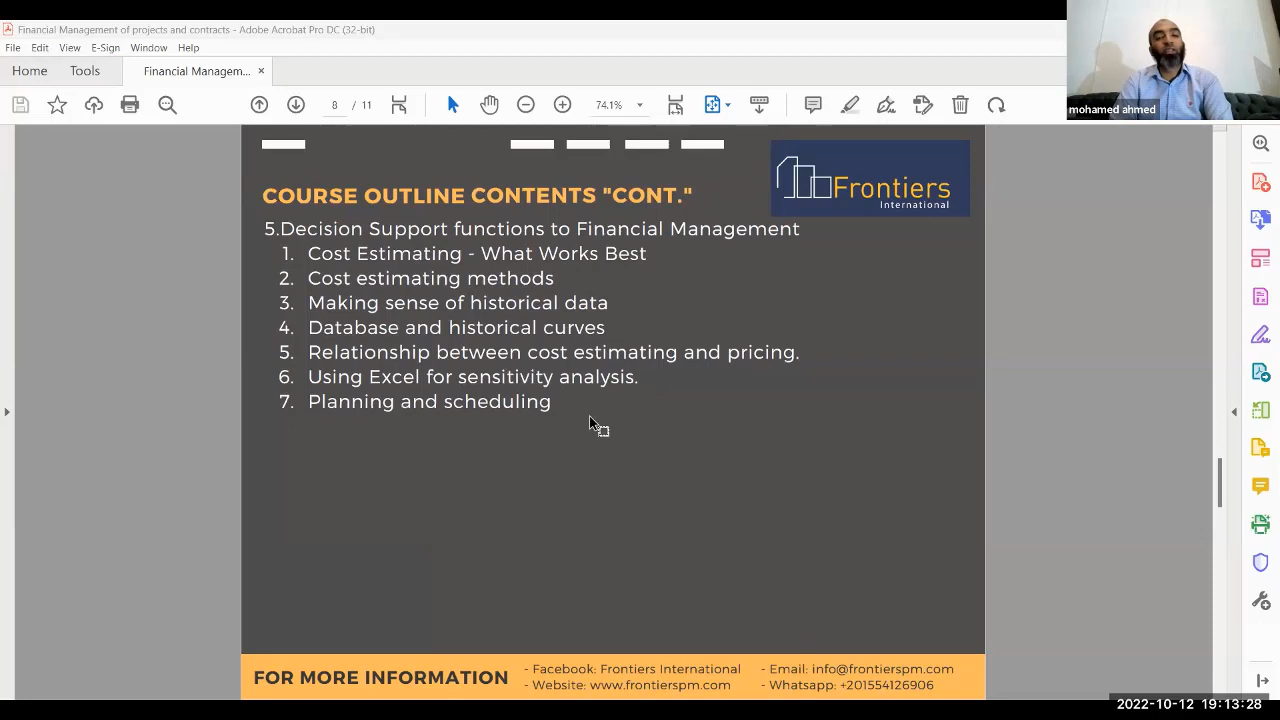 Financial Management of projects and contracts - Adobe Acrobat Pro DC (32-bit)
File Edit View E-Sign Window Help
Home Tools Financial Managem... ×
8 / 11 74.1%
mohamed ahmed
Frontiers
International
COURSE OUTLINE CONTENTS "CONT."
5.Decision Support functions to Financial Management
1. Cost Estimating - What Works Best
2. Cost estimating methods
3. Making sense of historical data
4. Database and historical curves
5. Relationship between cost estimating and pricing.
6. Using Excel for sensitivity analysis.
7. Planning and scheduling
FOR MORE INFORMATION
- Facebook: Frontiers International
- Website: www.frontierspm.com
- Email: info@frontierspm.com
- Whatsapp: +201554126906
2022-10-12 19:13:28